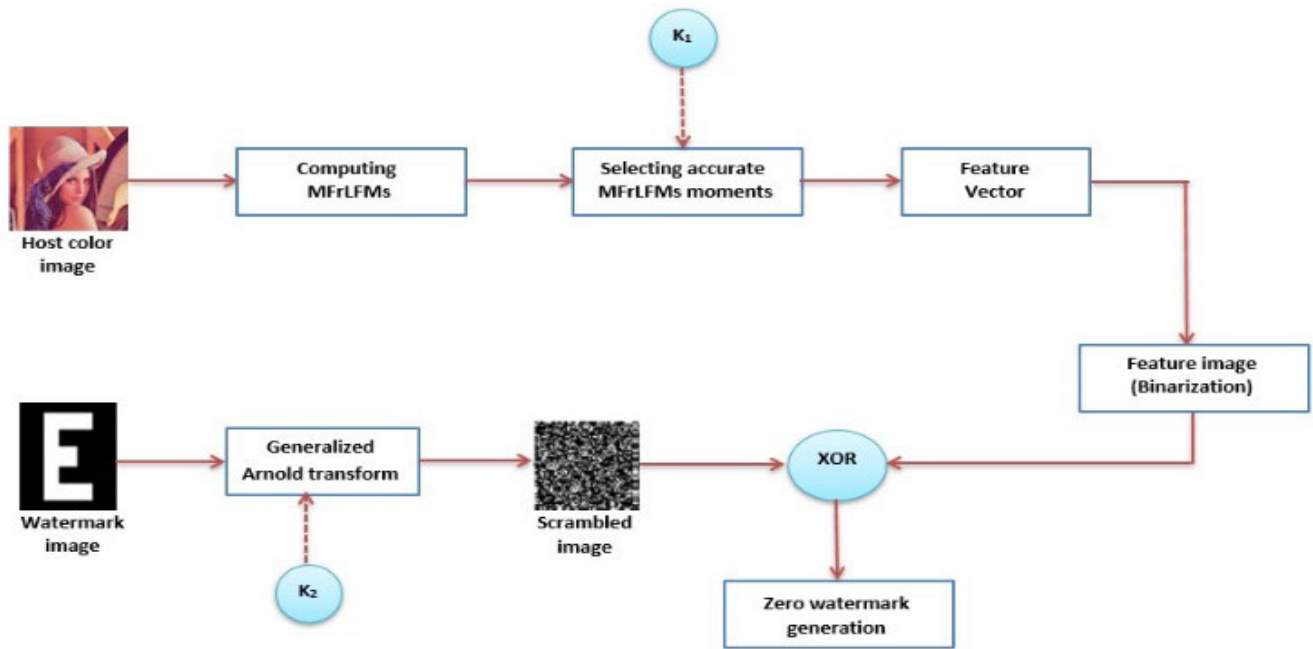 K₁
Computing
MFrLFMs
Selecting accurate
MFrLFMs moments
Feature
Vector
Host color
image
Feature image
(Binarization)
E
Generalized
Arnold transform
XOR
Watermark
image
Scrambled
image
K₂
Zero watermark
generation